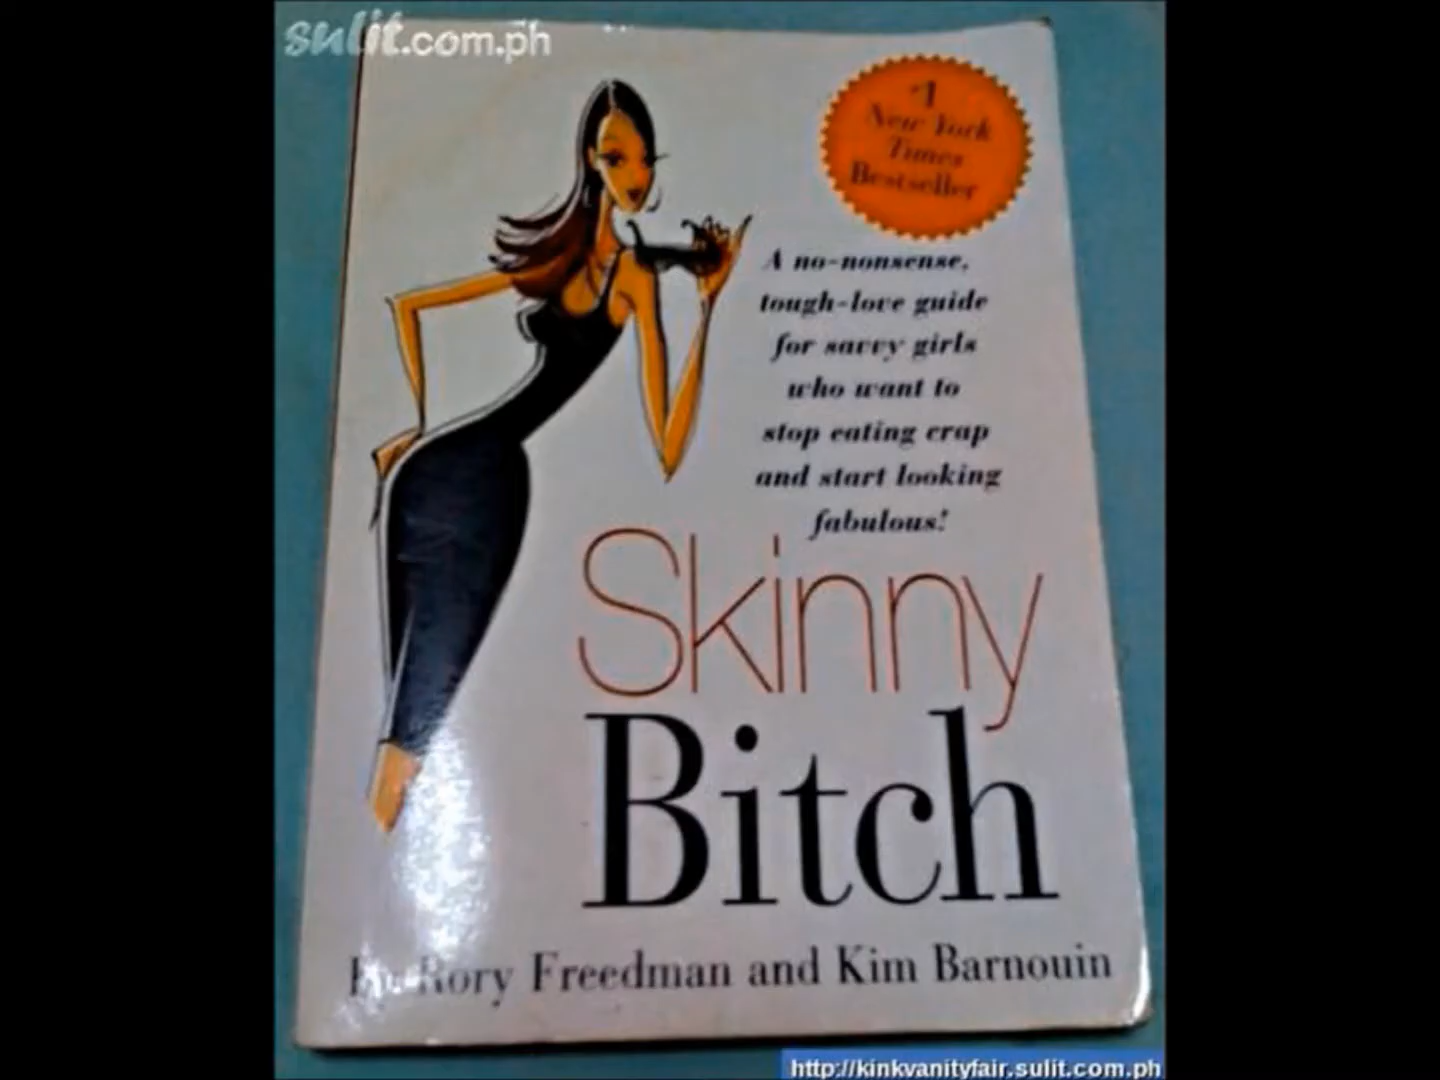 sulit.com.ph
#1
New York
Times
Bestseller
A no-nonsense,
tough-love guide
for savvy girls
who want to
stop eating crap
and start looking
fabulous!
Skinny
Bitch
By Rory Freedman and Kim Barnouin
http://kinkvanityfair.sulit.com.ph